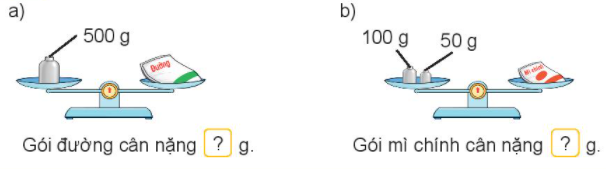 a)
500 g
Đường
Gói đường cân nặng ? g.
b)
100 g
50 g
Mì chính
Gói mì chính cân nặng ? g.